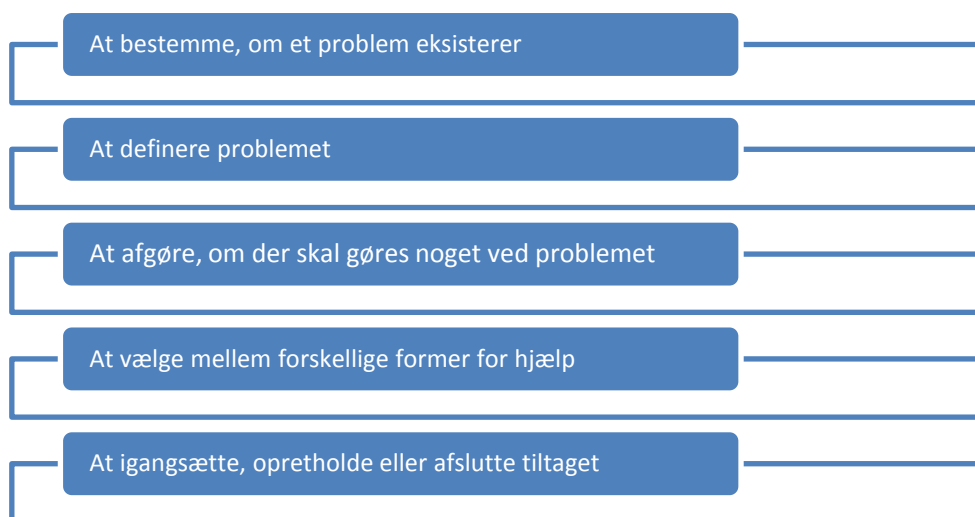 At bestemme, om et problem eksisterer
At definere problemet
At afgøre, om der skal gøres noget ved problemet
At vælge mellem forskellige former for hjælp
At igangsætte, opretholde eller afslutte tiltaget